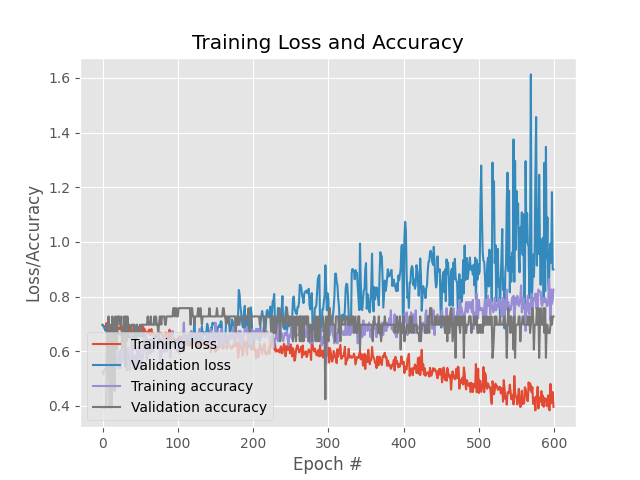 Training Loss and Accuracy
1.6
1.4
1.2
1.0
0.8
0.6
0.4
Loss/Accuracy
Training loss
Validation loss
Training accuracy
Validation accuracy
0 100 200 300 400 500 600
Epoch #